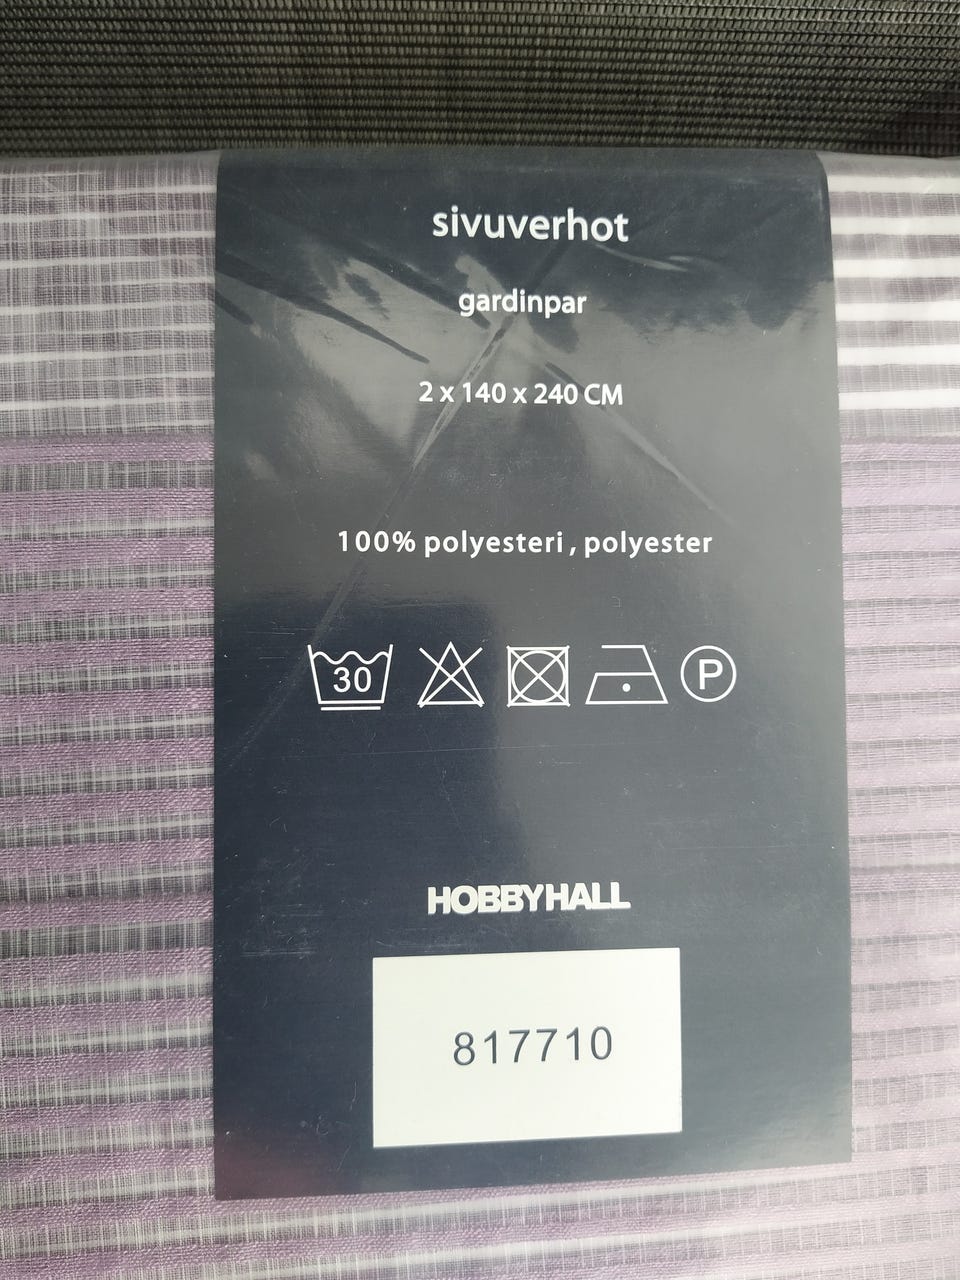 sivuverhot
gardinpar
2 x 140 x 240 CM
100% polyesteri, polyester
30 P
HOBBYHALL
817710